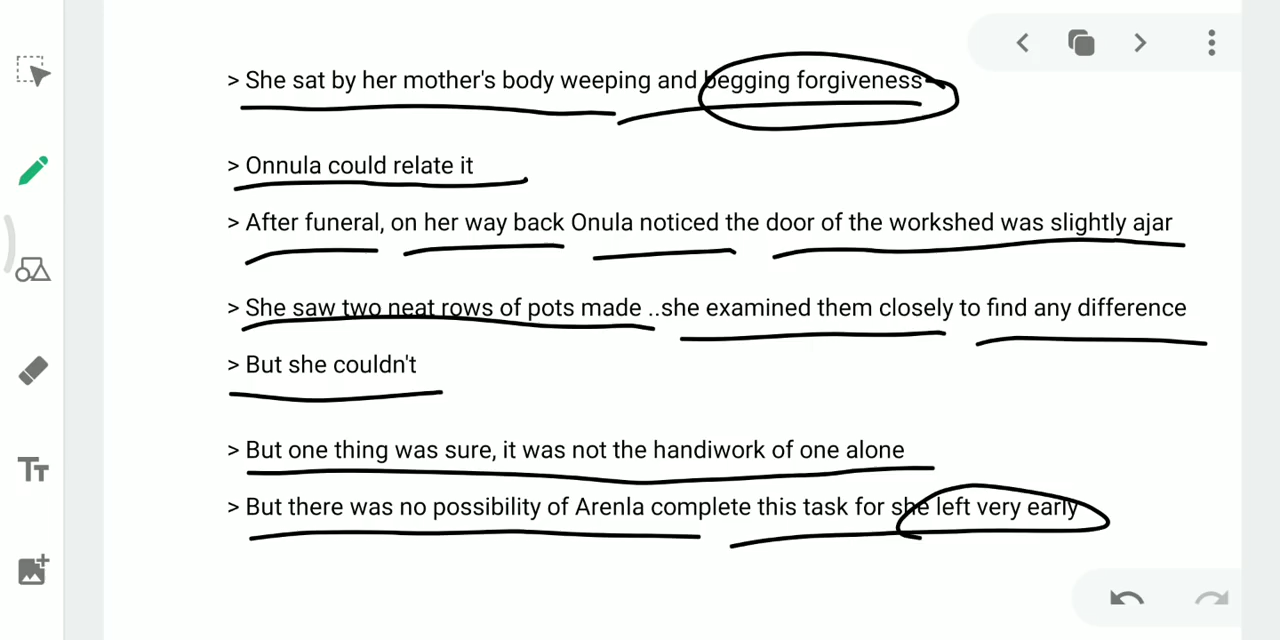 > She sat by her mother's body weeping and begging forgiveness
> Onnula could relate it
> After funeral, on her way back Onula noticed the door of the workshed was slightly ajar
> She saw two neat rows of pots made ..she examined them closely to find any difference
> But she couldn't
> But one thing was sure, it was not the handiwork of one alone
> But there was no possibility of Arenla complete this task for she left very early
Tт